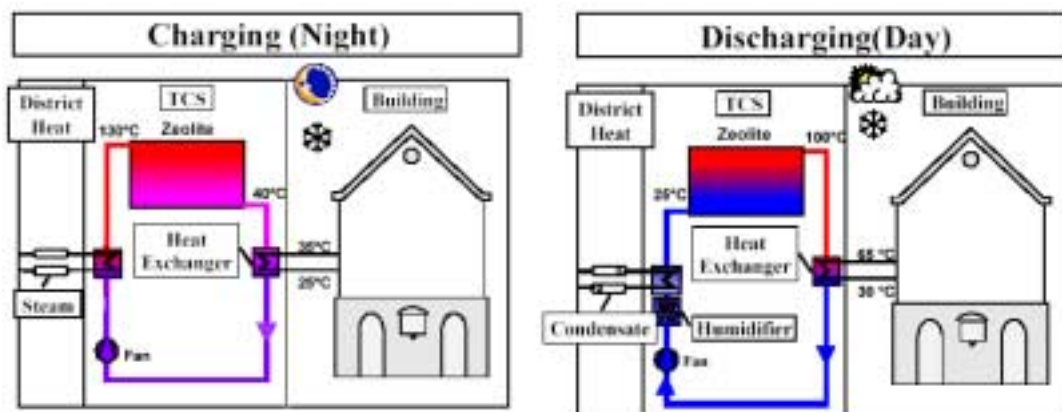 Charging (Night)
District
Heat
TCS
Building
130°C
Zeolite
40°C
Heat
Exchanger
35°C
25°C
Steam
Fan
Discharging(Day)
District
Heat
TCS
Building
Zeolite
100°C
25°C
Heat
Exchanger
65 °C
30 °C
Condensate
Humidifier
Fan